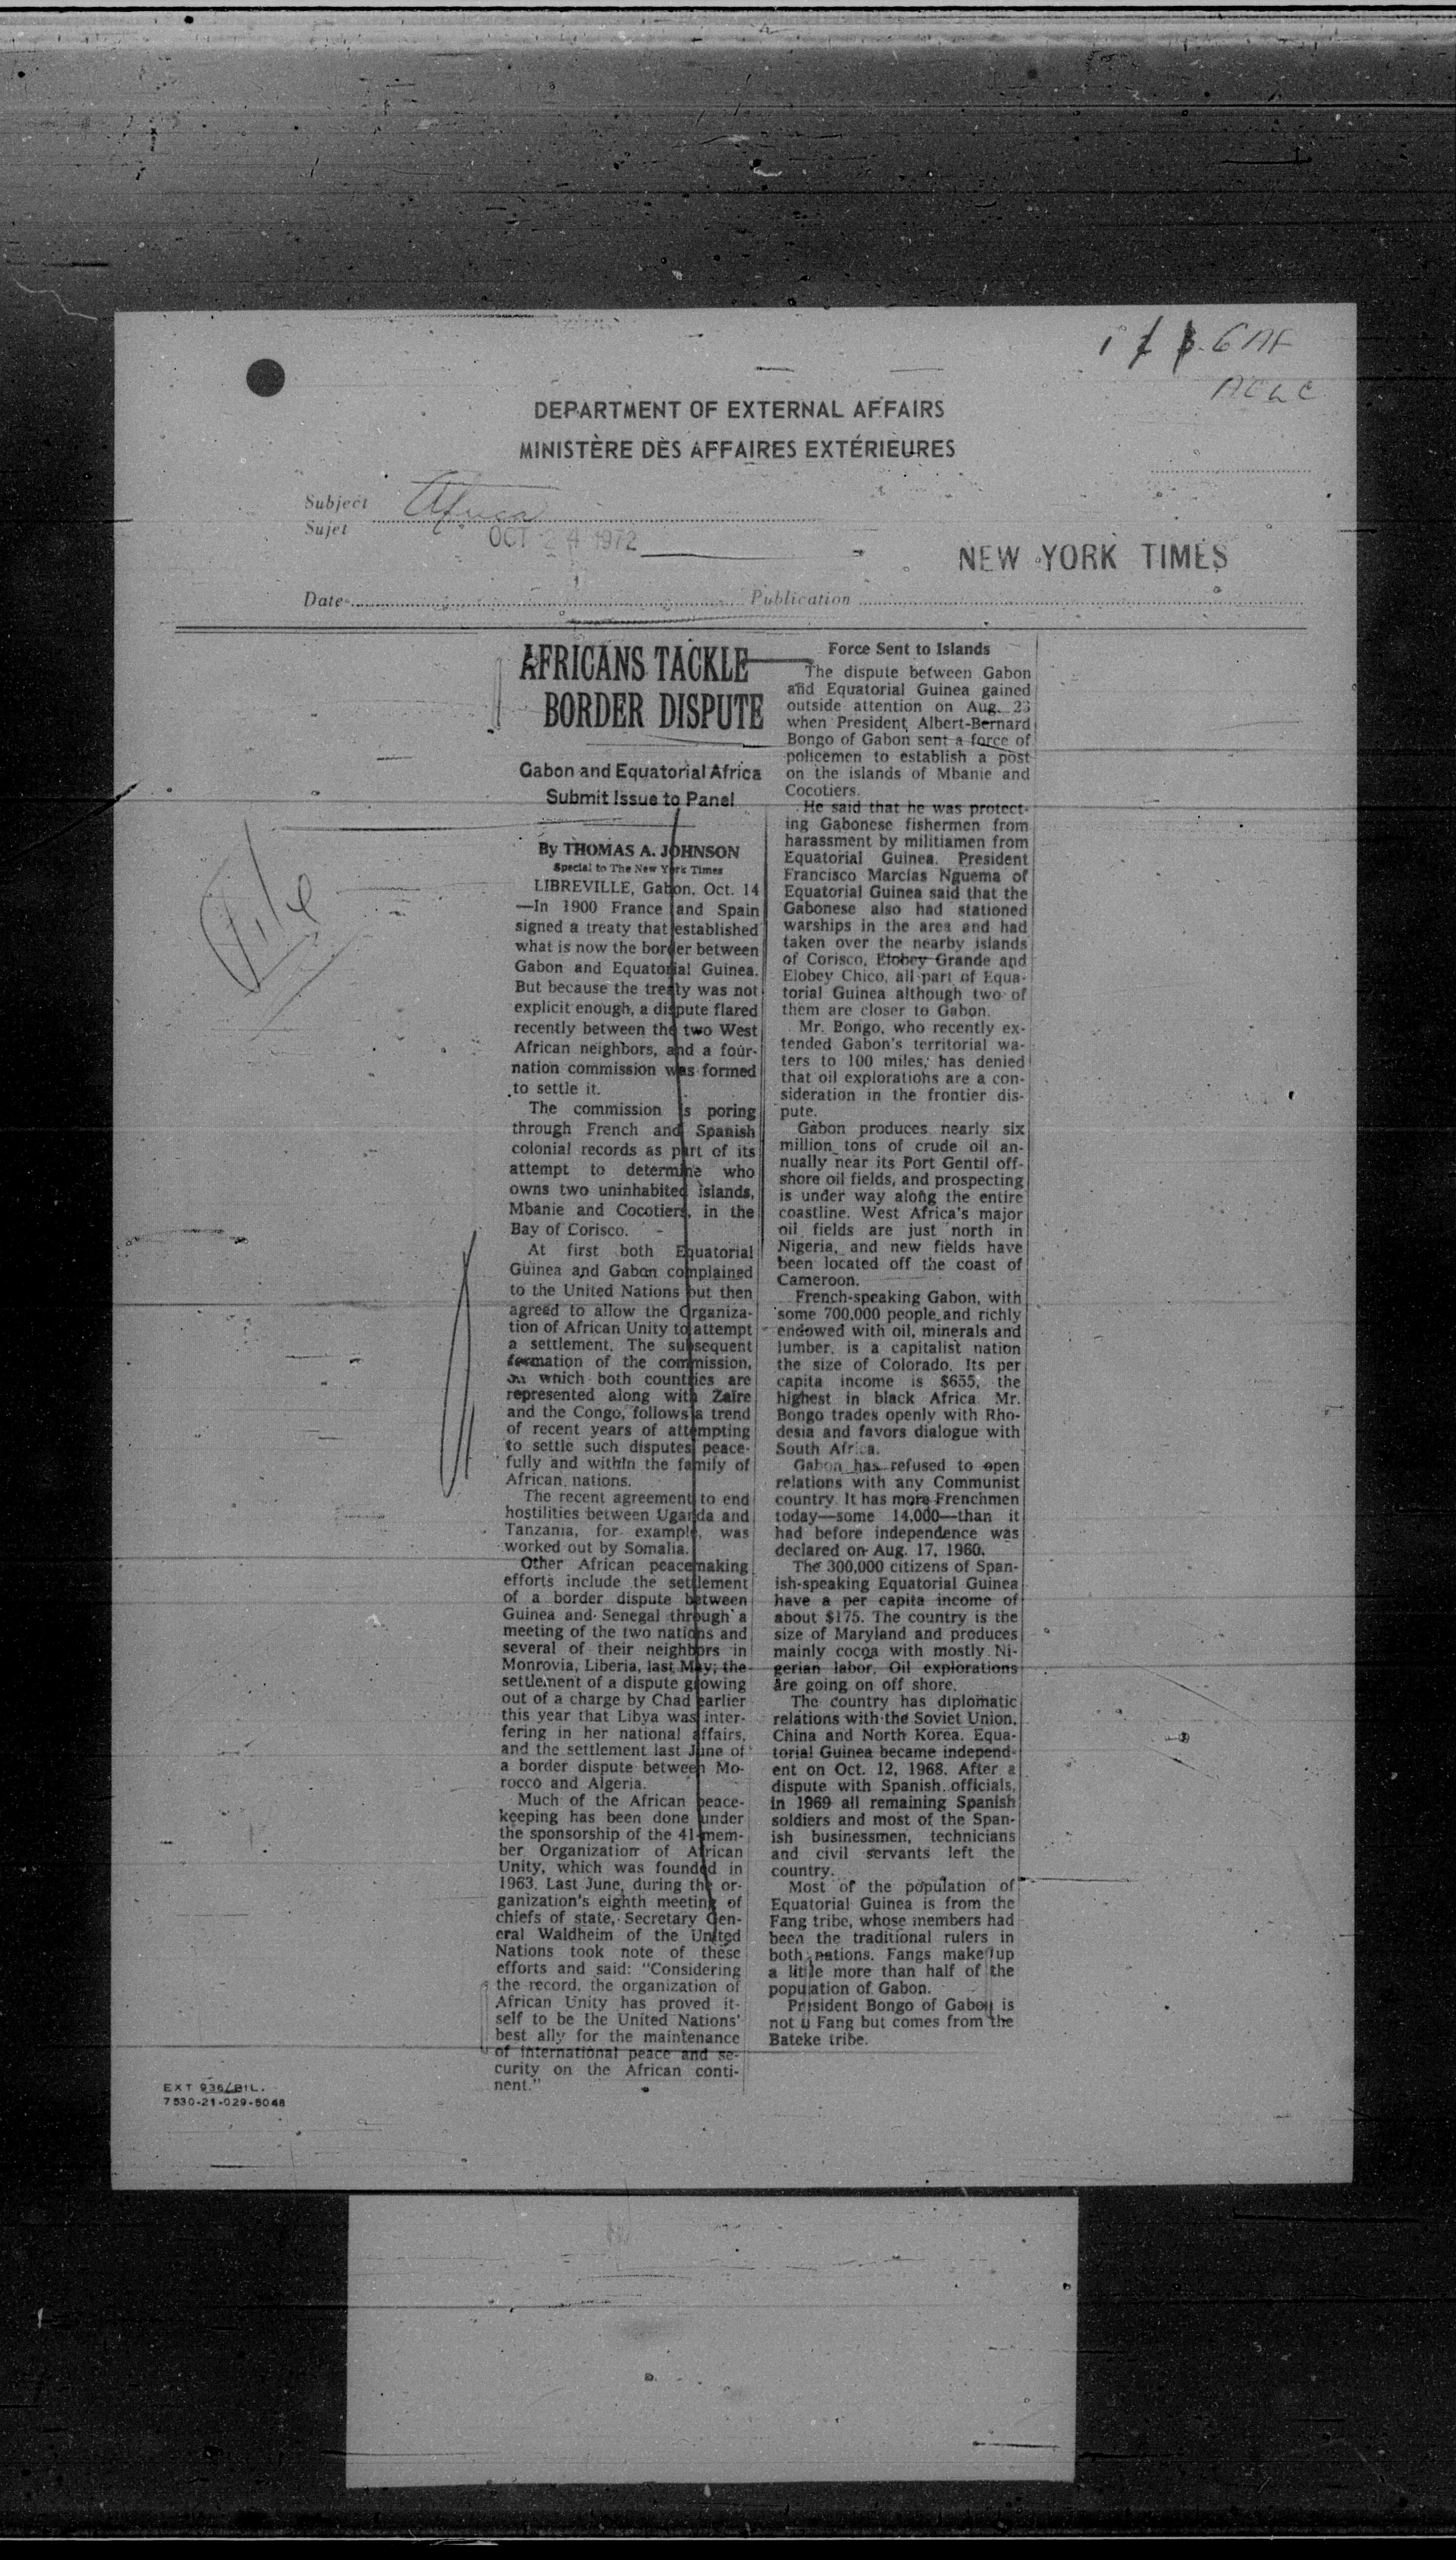 DEPARTMENT OF EXTERNAL AFFAIRS
MINISTÈRE DES AFFAIRES EXTÉRIEURES
Subject
Sujet
Africa
OCT 24 1972
NEW YORK TIMES
Date
Publication
File
AFRICANS TACKLE
BORDER DISPUTE
Gabon and Equatorial Africa
Submit Issue to Panel
By THOMAS A. JOHNSON
Special to The New York Times
LIBREVILLE, Gabon, Oct. 14
—In 1900 France and Spain
signed a treaty that established
what is now the border between
Gabon and Equatorial Guinea.
But because the treaty was not
explicit enough, a dispute flared
recently between the two West
African neighbors, and a four-
nation commission was formed
to settle it.
The commission is poring
through French and Spanish
colonial records as part of its
attempt to determine who
owns two uninhabited islands,
Mbanie and Cocotiers, in the
Bay of Corisco.
At first both Equatorial
Guinea and Gabon complained
to the United Nations but then
agreed to allow the Organiza-
tion of African Unity to attempt
a settlement. The subsequent
formation of the commission,
on which both countries are
represented along with Zaire
and the Congo, follows a trend
of recent years of attempting
to settle such disputes peace-
fully and within the family of
African nations.
The recent agreement to end
hostilities between Uganda and
Tanzania, for example, was
worked out by Somalia.
Other African peacemaking
efforts include the settlement
of a border dispute between
Guinea and Senegal through a
meeting of the two nations and
several of their neighbors in
Monrovia, Liberia, last May; the
settlement of a dispute growing
out of a charge by Chad earlier
this year that Libya was inter-
fering in her national affairs,
and the settlement last June of
a border dispute between Mo-
rocco and Algeria.
Much of the African peace-
keeping has been done under
the sponsorship of the 41-mem-
ber Organization of African
Unity, which was founded in
1963. Last June, during the or-
ganization's eighth meeting of
chiefs of state, Secretary Gen-
eral Waldheim of the United
Nations took note of these
efforts and said: "Considering
the record, the organization of
African Unity has proved it-
self to be the United Nations'
best ally for the maintenance
of international peace and se-
curity on the African conti-
nent."
Force Sent to Islands
The dispute between Gabon
and Equatorial Guinea gained
outside attention on Aug. 23
when President Albert-Bernard
Bongo of Gabon sent a force of
policemen to establish a post
on the islands of Mbanie and
Cocotiers.
He said that he was protect-
ing Gabonese fishermen from
harassment by militiamen from
Equatorial Guinea. President
Francisco Marcías Nguema of
Equatorial Guinea said that the
Gabonese also had stationed
warships in the area and had
taken over the nearby islands
of Corisco, Elobey Grande and
Elobey Chico, all part of Equa-
torial Guinea although two of
them are closer to Gabon.
Mr. Bongo, who recently ex-
tended Gabon's territorial wa-
ters to 100 miles, has denied
that oil explorations are a con-
sideration in the frontier dis-
pute.
Gabon produces nearly six
million tons of crude oil an-
nually near its Port Gentil off-
shore oil fields, and prospecting
is under way along the entire
coastline. West Africa's major
oil fields are just north in
Nigeria, and new fields have
been located off the coast of
Cameroon.
French-speaking Gabon, with
some 700,000 people and richly
endowed with oil, minerals and
lumber, is a capitalist nation
the size of Colorado. Its per
capita income is $655, the
highest in black Africa. Mr.
Bongo trades openly with Rho-
desia and favors dialogue with
South Africa.
Gabon has refused to open
relations with any Communist
country. It has more Frenchmen
today—some 14,000—than it
had before independence was
declared on Aug. 17, 1960.
The 300,000 citizens of Span-
ish-speaking Equatorial Guinea
have a per capita income of
about $175. The country is the
size of Maryland and produces
mainly cocoa with mostly Ni-
gerian labor. Oil explorations
are going on off shore.
The country has diplomatic
relations with the Soviet Union,
China and North Korea. Equa-
torial Guinea became independ-
ent on Oct. 12, 1968. After a
dispute with Spanish officials,
in 1969 all remaining Spanish
soldiers and most of the Span-
ish businessmen, technicians
and civil servants left the
country.
Most of the population of
Equatorial Guinea is from the
Fang tribe, whose members had
been the traditional rulers in
both nations. Fangs make up
a little more than half of the
population of Gabon.
President Bongo of Gabon is
not a Fang but comes from the
Bateke tribe.
EXT 936/BIL.
7530-21-029-5048